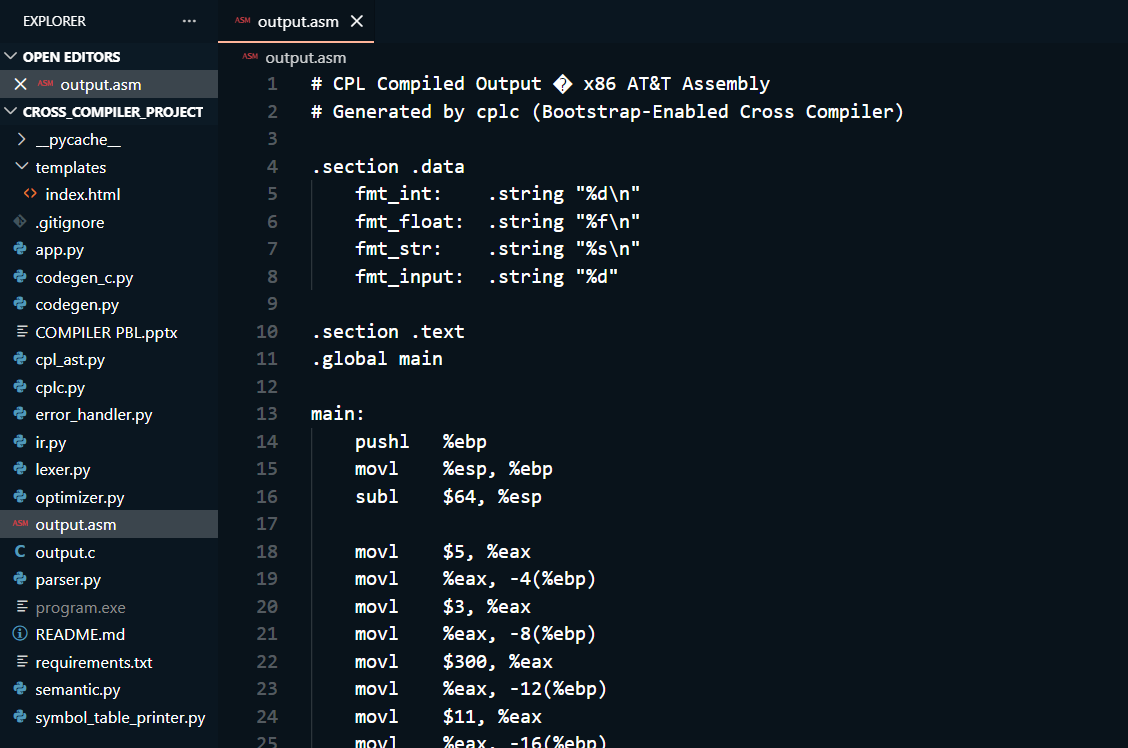 EXPLORER ...
OPEN EDITORS
ASM output.asm
CROSS_COMPILER_PROJECT
__pycache__
templates
<> index.html
.gitignore
app.py
codegen_c.py
codegen.py
COMPILER PBL.pptx
cpl_ast.py
cplc.py
error_handler.py
ir.py
lexer.py
optimizer.py
ASM output.asm
C output.c
parser.py
program.exe
README.md
requirements.txt
semantic.py
symbol_table_printer.py
ASM output.asm
ASM output.asm
1 # CPL Compiled Output � x86 AT&T Assembly
2 # Generated by cplc (Bootstrap-Enabled Cross Compiler)
3
4 .section .data
5     fmt_int:    .string "%d\n"
6     fmt_float:  .string "%f\n"
7     fmt_str:    .string "%s\n"
8     fmt_input:  .string "%d"
9
10 .section .text
11 .global main
12
13 main:
14     pushl   %ebp
15     movl    %esp, %ebp
16     subl    $64, %esp
17
18     movl    $5, %eax
19     movl    %eax, -4(%ebp)
20     movl    $3, %eax
21     movl    %eax, -8(%ebp)
22     movl    $300, %eax
23     movl    %eax, -12(%ebp)
24     movl    $11, %eax
25     movl    %eax, -16(%ebp)